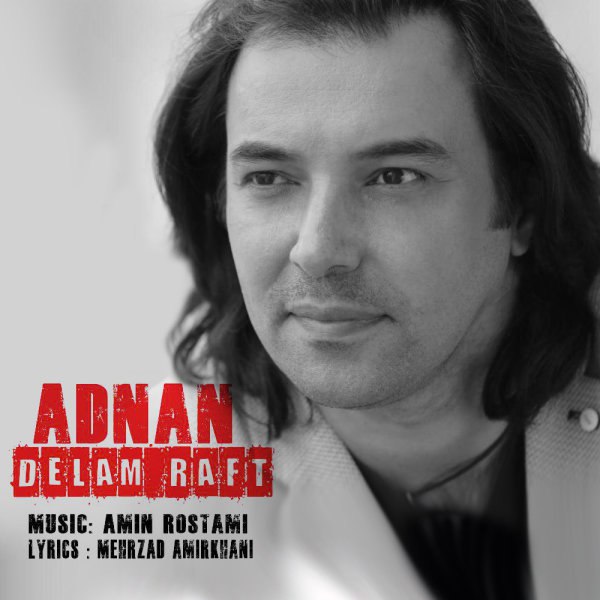 ADNAN
DELAM RAFT
MUSIC: AMIN ROSTAMI
LYRICS : MEHRZAD AMIRKHANI